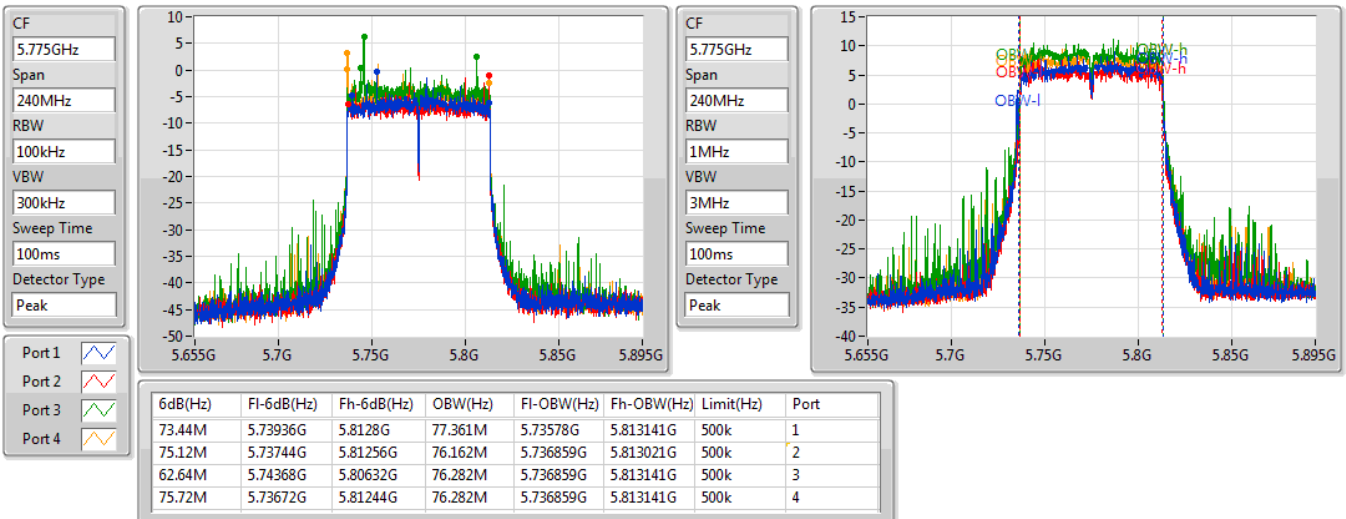 CF
5.775GHz
Span
240MHz
RBW
100kHz
VBW
300kHz
Sweep Time
100ms
Detector Type
Peak
10
5
0
-5
-10
-15
-20
-25
-30
-35
-40
-45
-50
5.655G 5.7G 5.75G 5.8G 5.85G 5.895G
CF
5.775GHz
Span
240MHz
RBW
1MHz
VBW
3MHz
Sweep Time
100ms
Detector Type
Peak
15
10
5
0
-5
-10
-15
-20
-25
-30
-35
-40
OBW-l
5.655G 5.7G 5.75G 5.8G 5.85G 5.895G
Port 1
Port 2
Port 3
Port 4
6dB(Hz) Fl-6dB(Hz) Fh-6dB(Hz) OBW(Hz) Fl-OBW(Hz) Fh-OBW(Hz) Limit(Hz) Port
73.44M 5.73936G 5.8128G 77.361M 5.73578G 5.813141G 500k 1
75.12M 5.73744G 5.81256G 76.162M 5.736859G 5.813021G 500k 2
62.64M 5.74368G 5.80632G 76.282M 5.736859G 5.813141G 500k 3
75.72M 5.73672G 5.81244G 76.282M 5.736859G 5.813141G 500k 4